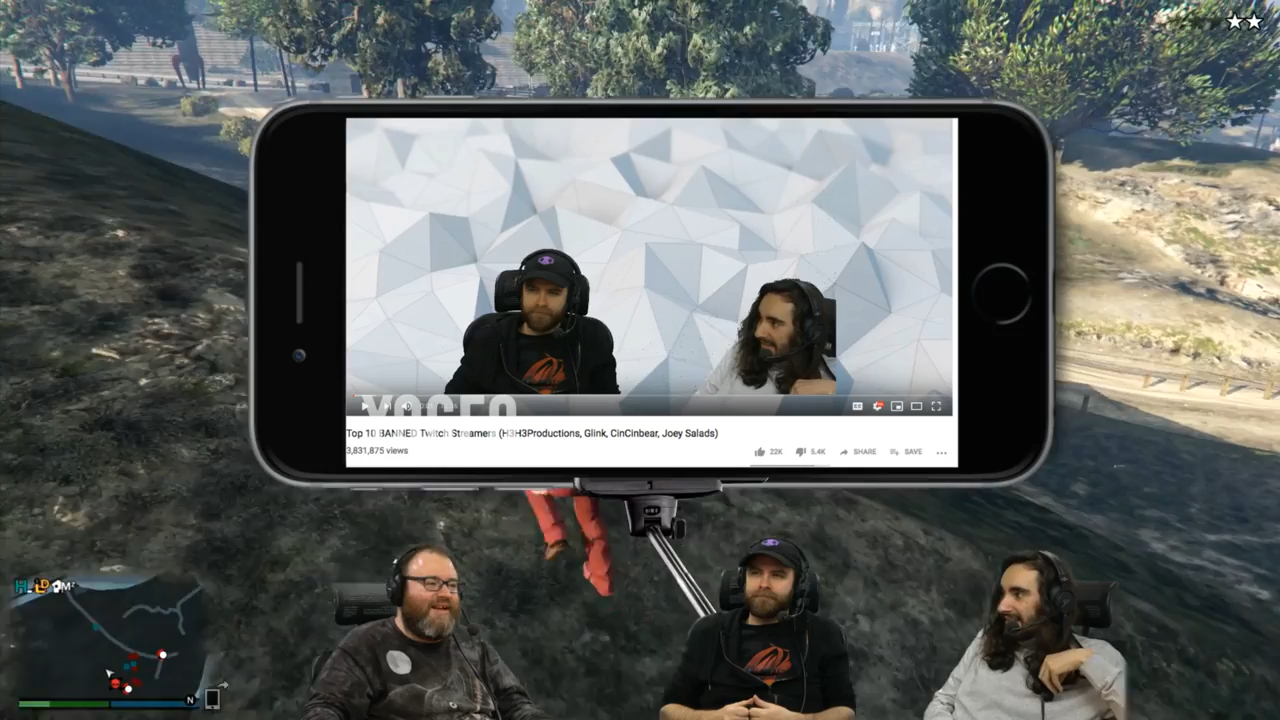 Top 10 BANNED Twitch Streamers (H3H3Productions, Glink, CinCinbear, Joey Salads)
3,831,875 views
22K
5.4K
SHARE
SAVE
N